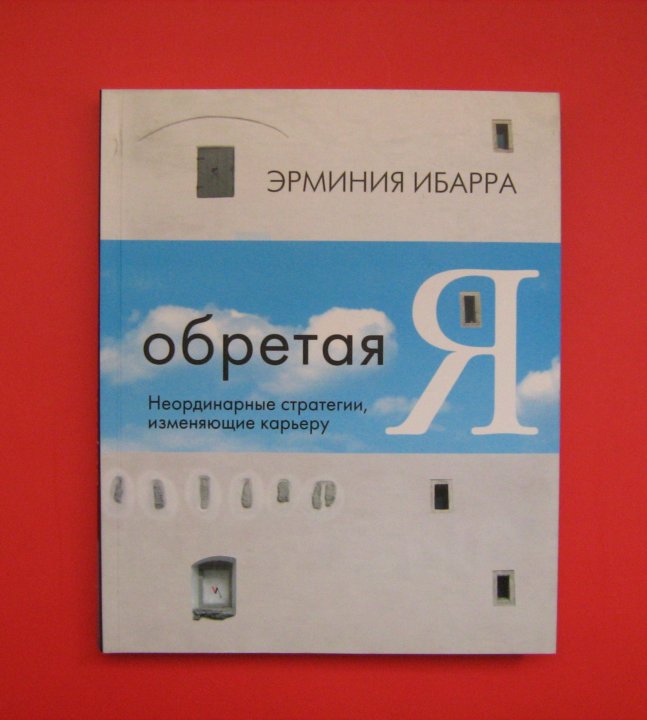 ЭРМИНИЯ ИБАРРА
обретая Я
Неординарные стратегии,
изменяющие карьеру